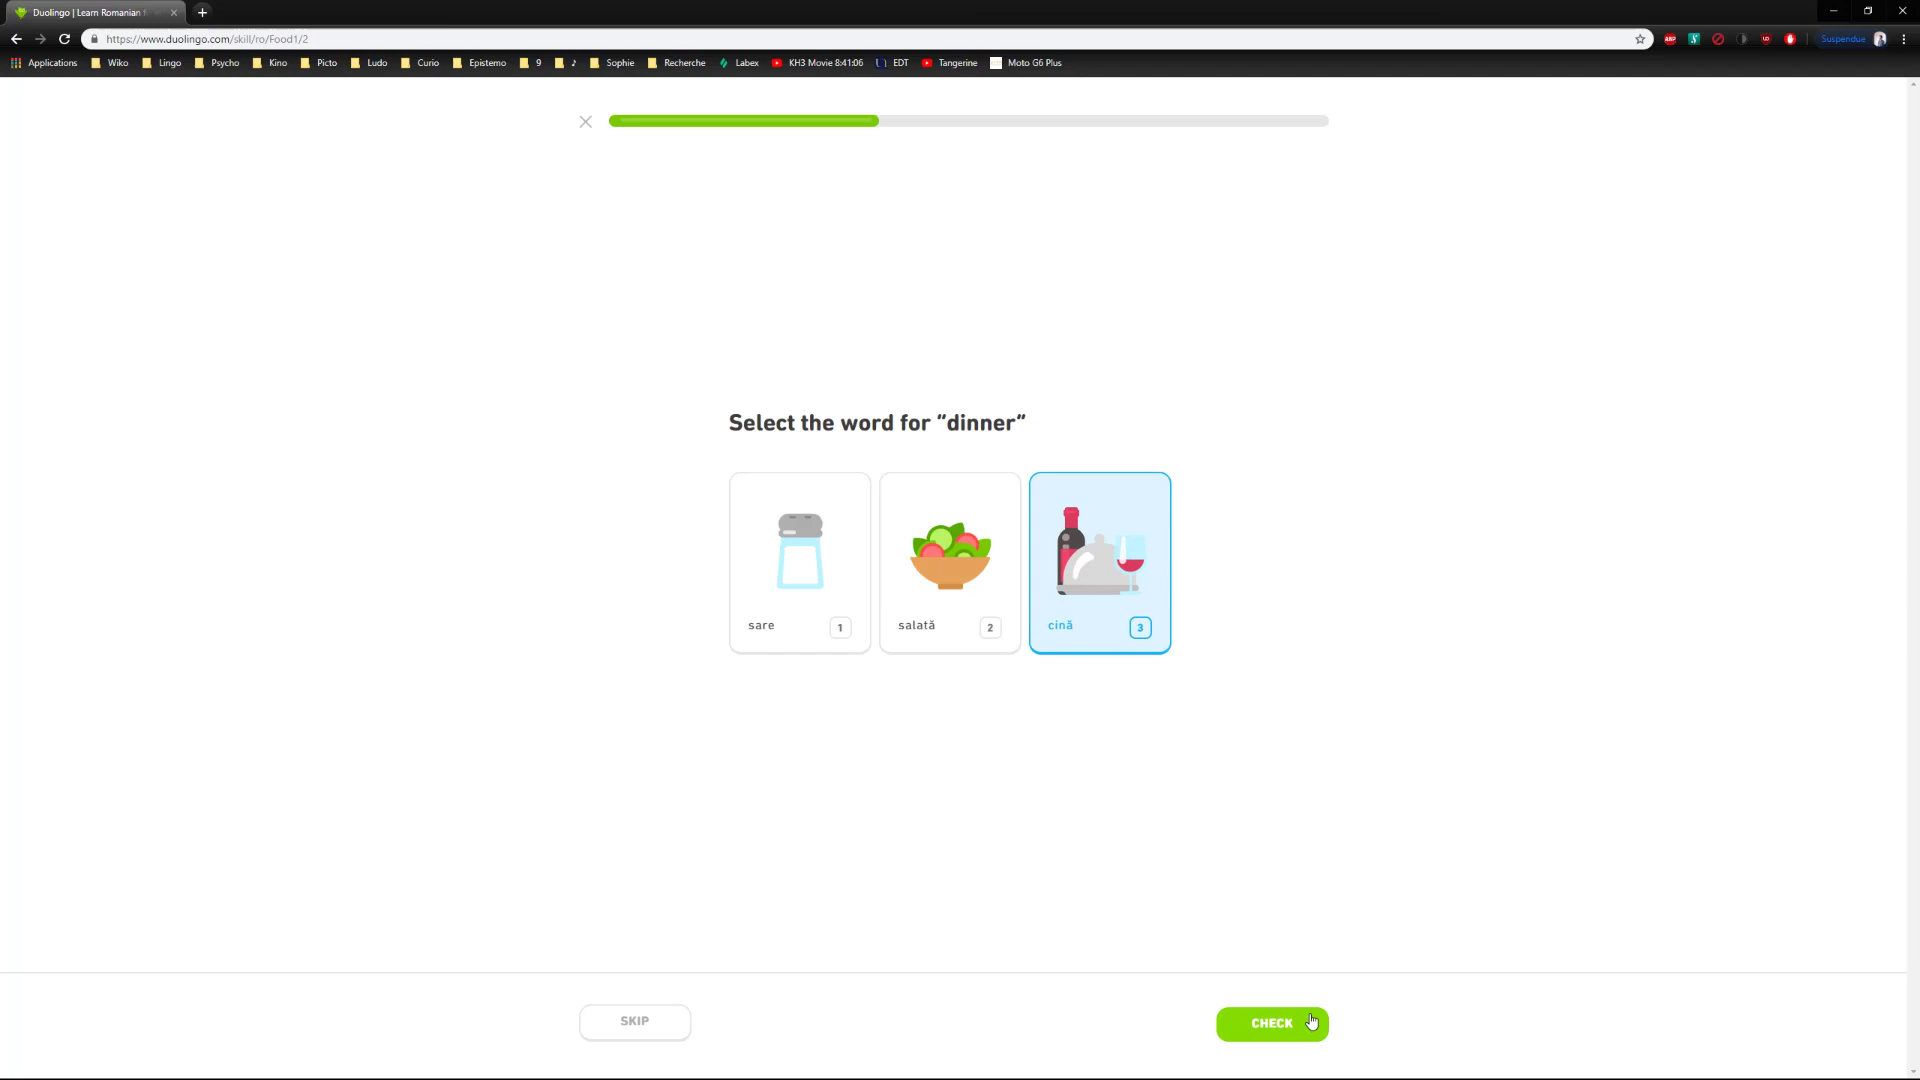 Duolingo | Learn Romanian f
https://www.duolingo.com/skill/ro/Food1/2
ABP
UD
Suspendue
Applications
Wiko
Lingo
Psycho
Kino
Picto
Ludo
Curio
Epistemo
9
♪
Sophie
Recherche
Labex
KH3 Movie 8:41:06
EDT
Tangerine
Moto G6 Plus
Select the word for “dinner”
sare 1
salată 2
cină 3
SKIP
CHECK